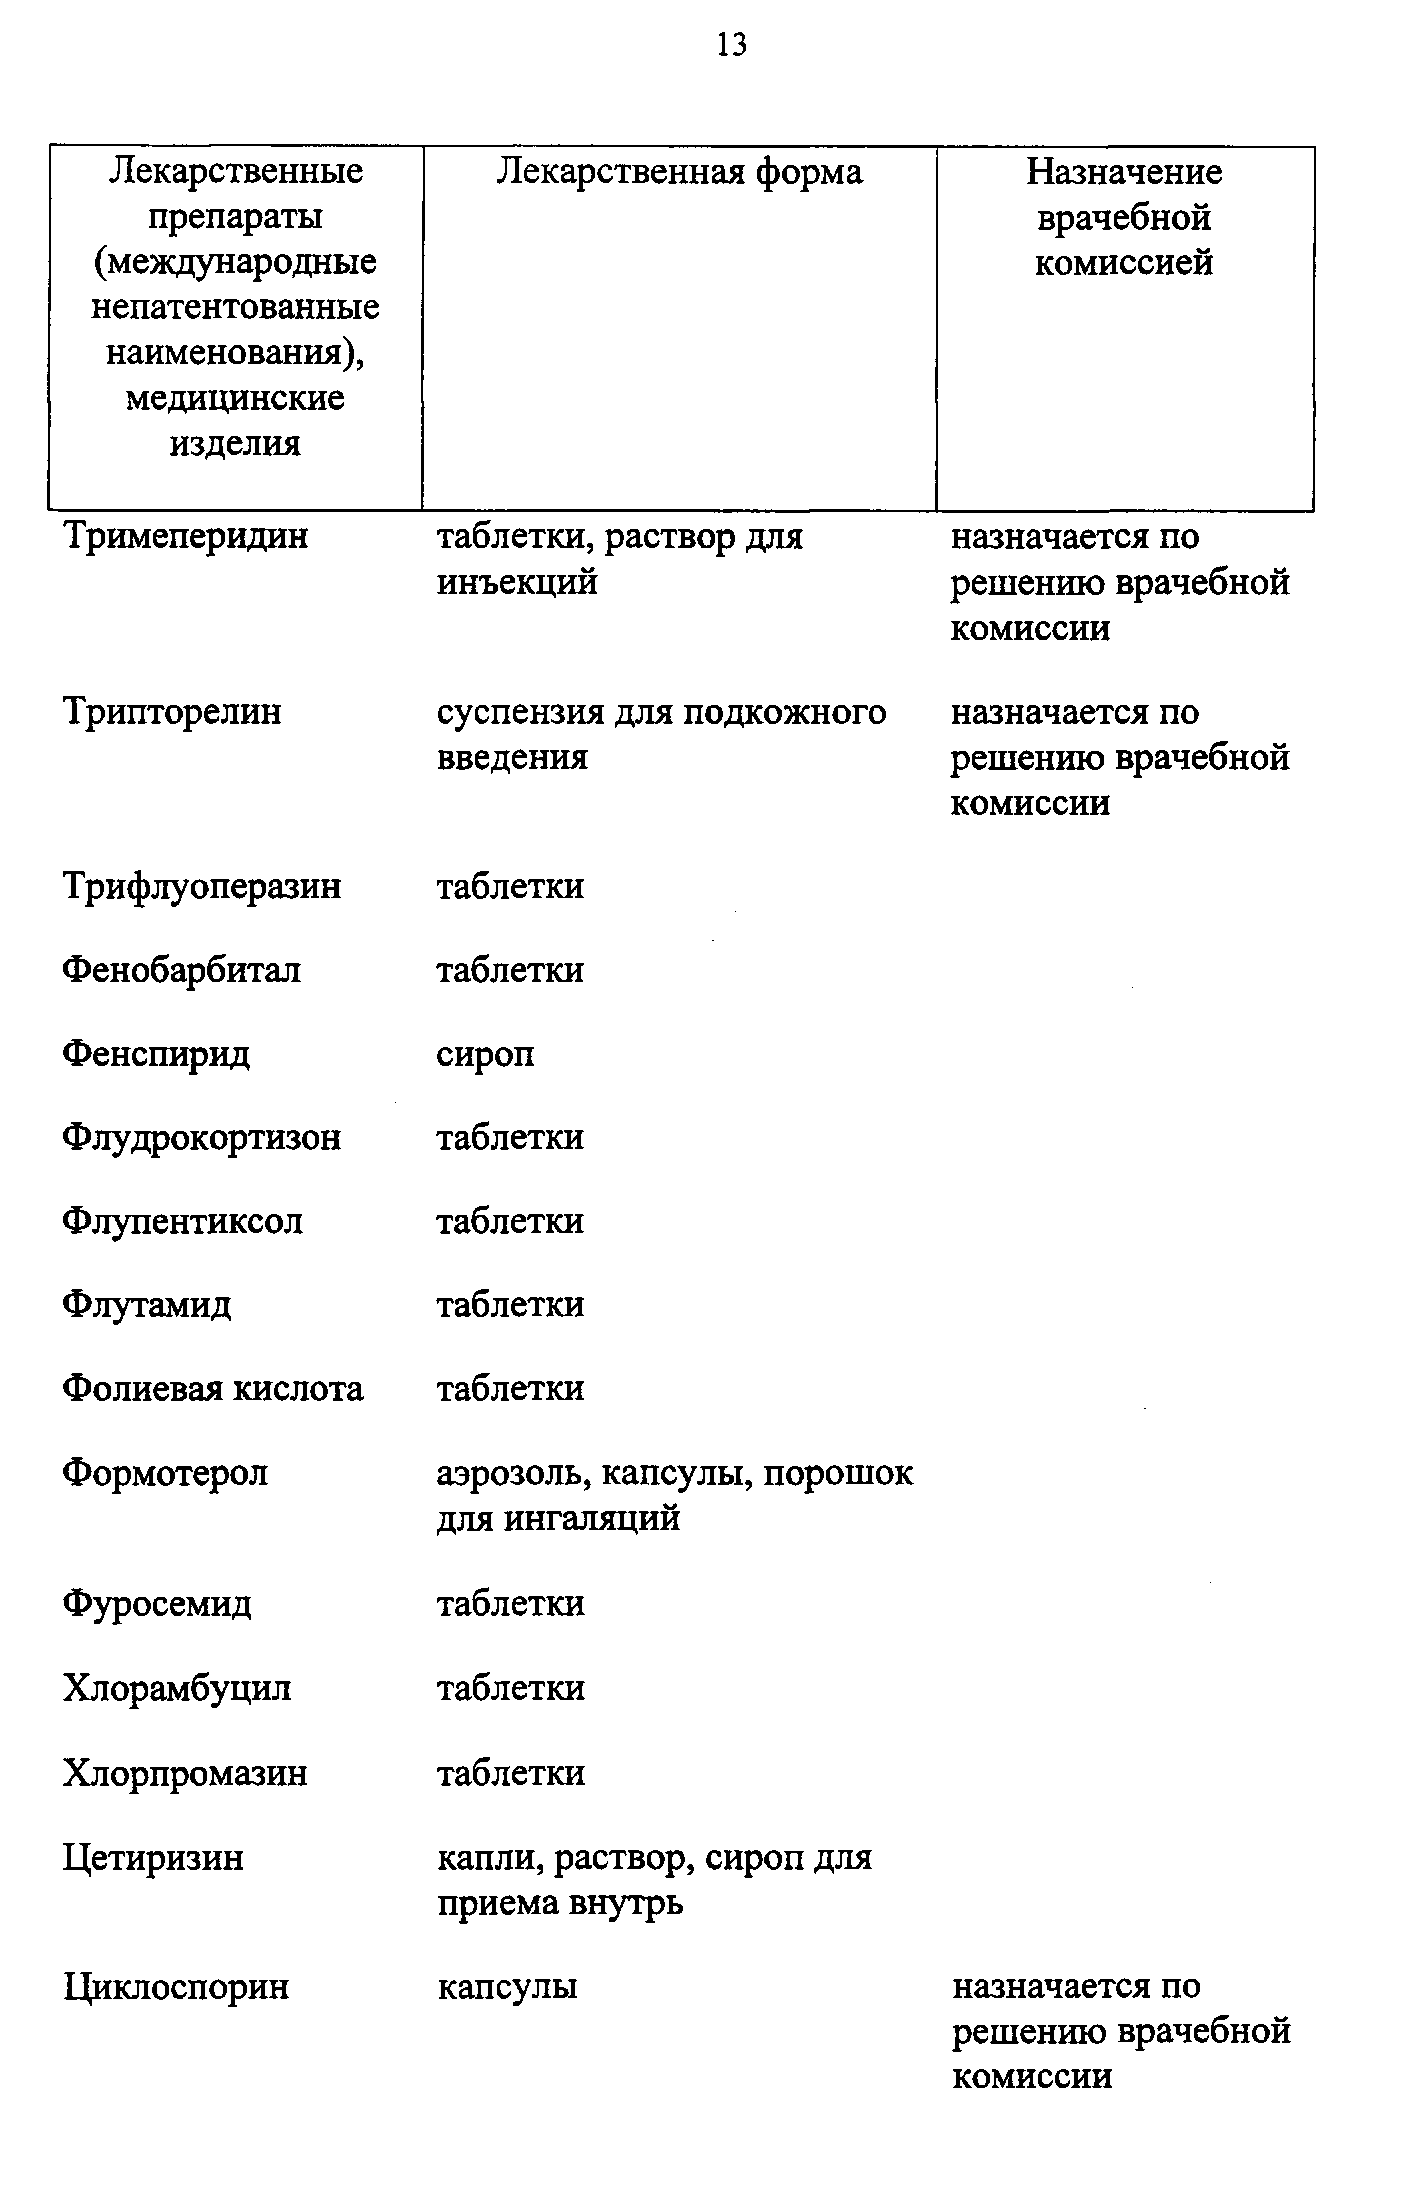 13
Лекарственные
препараты
(международные
непатентованные
наименования),
медицинские
изделия
Лекарственная форма
Назначение
врачебной
комиссией
Тримеперидин
таблетки, раствор для
инъекций
назначается по
решению врачебной
комиссии
Трипторелин
суспензия для подкожного
введения
назначается по
решению врачебной
комиссии
Трифлуоперазин
таблетки
Фенобарбитал
таблетки
Фенспирид
сироп
Флудрокортизон
таблетки
Флупентиксол
таблетки
Флутамид
таблетки
Фолиевая кислота
таблетки
Формотерол
аэрозоль, капсулы, порошок
для ингаляций
Фуросемид
таблетки
Хлорамбуцил
таблетки
Хлорпромазин
таблетки
Цетиризин
капли, раствор, сироп для
приема внутрь
Циклоспорин
капсулы
назначается по
решению врачебной
комиссии